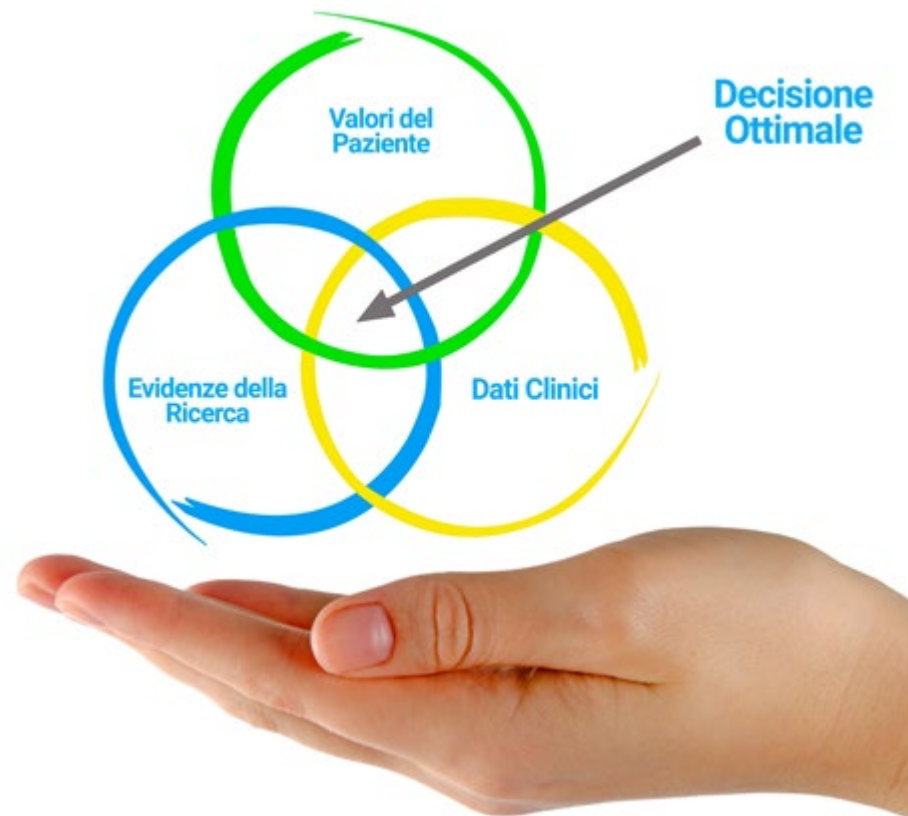 Valori del
Paziente
Decisione
Ottimale
Evidenze della
Ricerca
Dati Clinici